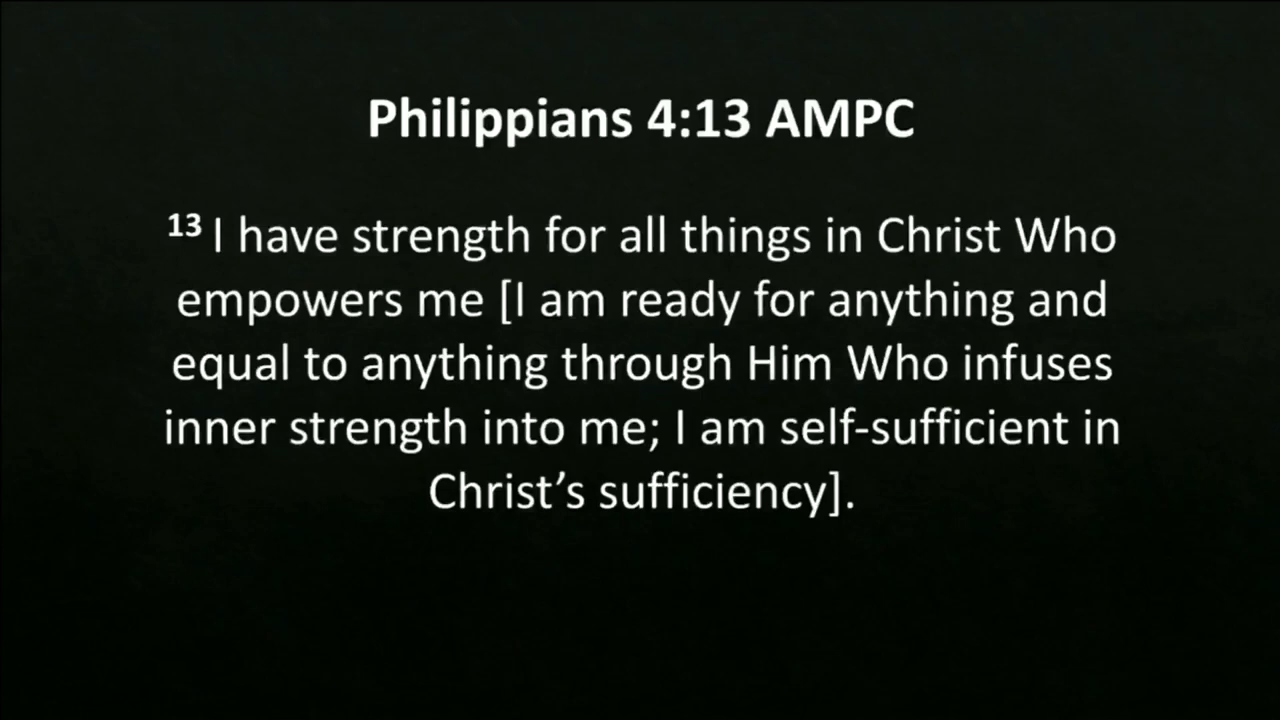 Philippians 4:13 AMPC
13 I have strength for all things in Christ Who
empowers me [I am ready for anything and
equal to anything through Him Who infuses
inner strength into me; I am self-sufficient in
Christ’s sufficiency].